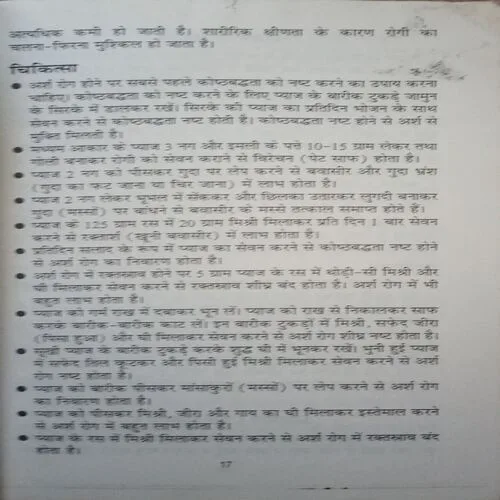 अत्यधिक कमी हो जाती है। शारीरिक क्षीणता के कारण रोगी का
चलना-फिरना मुश्किल हो जाता है।
चिकित्सा
● अर्श रोग होने पर सबसे पहले कोष्ठबद्धता को नष्ट करने का उपाय करना
चाहिए। कोष्ठबद्धता को नष्ट करने के लिए प्याज के बारीक टुकड़े जामुन
के सिरके में डालकर रखें। सिरके की प्याज का प्रतिदिन भोजन के साथ
सेवन करने से कोष्ठबद्धता नष्ट होती है। कोष्ठबद्धता नष्ट होने से अर्श से
मुक्ति मिलती है।
● मध्यम आकार के प्याज 3 नग और इमली के पत्ते 10-15 ग्राम लेकर तथा
गोली बनाकर रोगी को सेवन कराने से विरेचन (पेट साफ) होता है।
● प्याज 2 नग को पीसकर गुदा पर लेप करने से बवासीर और गुदा भ्रंश
(गुदा का फट जाना या चिर जाना) में लाभ होता है।
● प्याज 2 नग लेकर भूभल में सेंककर और छिलका उतारकर लुगदी बनाकर
गुदा (मस्सों) पर बांधने से बवासीर के मस्से तत्काल समाप्त होते हैं।
● प्याज के 125 ग्राम रस में 20 ग्राम मिश्री मिलाकर प्रति दिन 1 बार सेवन
करने से रक्तार्श (खूनी बवासीर) में लाभ होता है।
● प्रतिदिन सलाद के रूप में प्याज का सेवन करने से कोष्ठबद्धता नष्ट होने
से अर्श रोग का निवारण होता है।
● अर्श रोग में रक्तस्राव होने पर 5 ग्राम प्याज के रस में थोड़ी-सी मिश्री और
घी मिलाकर सेवन करने से रक्तस्राव शीघ्र बंद होता है। अर्श रोग में भी
बहुत लाभ होता है।
● प्याज को गर्म राख में दबाकर भून लें। प्याज को राख से निकालकर साफ
करके बारीक-बारीक काट लें। इन बारीक टुकड़ों में मिश्री, सफेद जीरा
(पिसा हुआ) और घी मिलाकर सेवन करने से अर्श रोग शीघ्र नष्ट होता है।
● सूखी प्याज के बारीक टुकड़े करके शुद्ध घी में भूनकर रखें। भुनी हुई प्याज
में सफेद तिल कूटकर और पिसी हुई मिश्री मिलाकर सेवन करने से अर्श
रोग नष्ट होता है।
● प्याज को बारीक पीसकर मांसांकुरों (मस्सों) पर लेप करने से अर्श रोग
का निवारण होता है।
● प्याज को पीसकर मिश्री, जीरा और गाय का घी मिलाकर इस्तेमाल करने
से अर्श रोग में बहुत लाभ होता है।
● प्याज के रस में मिश्री मिलाकर सेवन करने से अर्श रोग में रक्तस्राव बंद
होता है।
17